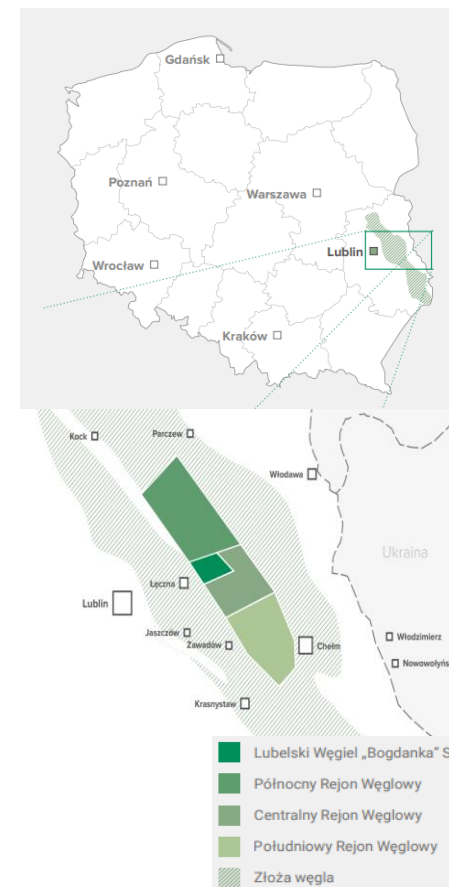 Gdańsk
Poznań
Warszawa
Lublin
Wrocław
Kraków
Kock
Parczew
Włodawa
Ukraina
Łęczna
Lublin
Jaszczów
Zawadów
Chełm
Włodzimierz
Nowowołyńs
Krasnystaw
Lubelski Węgiel „Bogdanka” S
Północny Rejon Węglowy
Centralny Rejon Węglowy
Południowy Rejon Węglowy
Złoża węgla